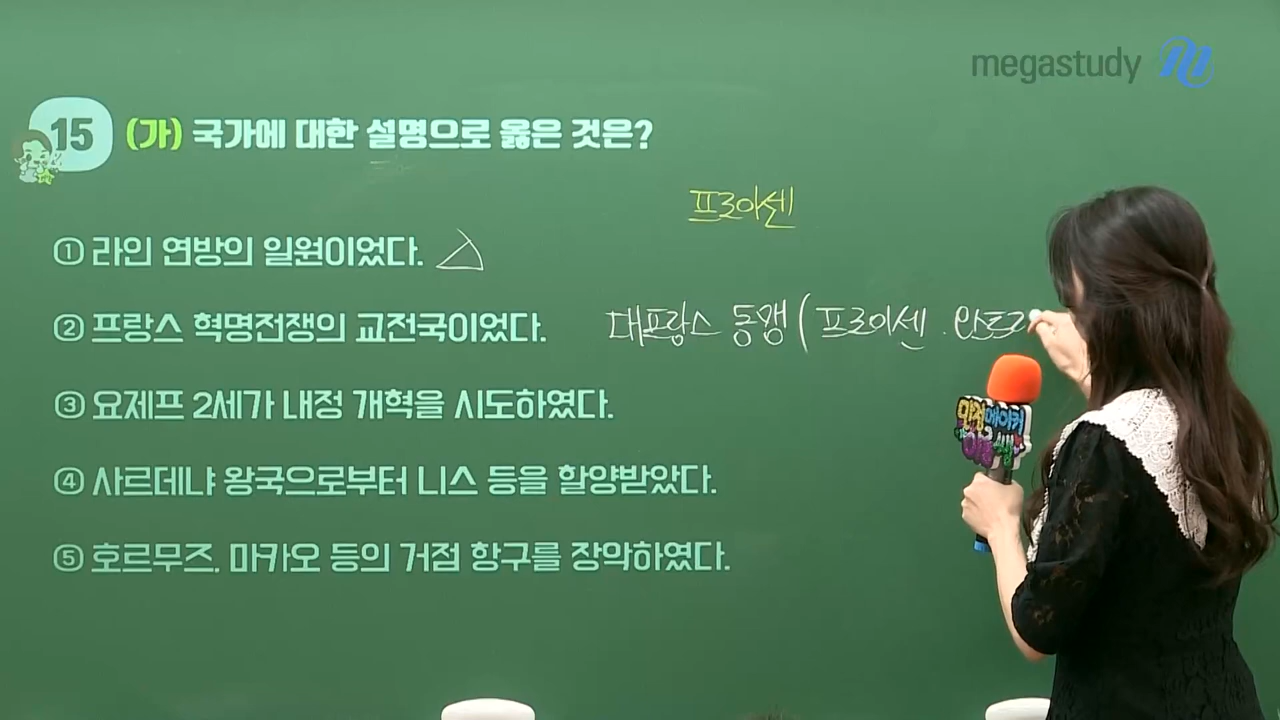 megastudy
15 (가) 국가에 대한 설명으로 옳은 것은?
프로이센
① 라인 연방의 일원이었다.
② 프랑스 혁명전쟁의 교전국이었다.
대프랑스 동맹 (프로이센.
③ 요제프 2세가 내정 개혁을 시도하였다.
④ 사르데냐 왕국으로부터 니스 등을 할양받았다.
⑤ 호르무즈, 마카오 등의 거점 항구를 장악하였다.